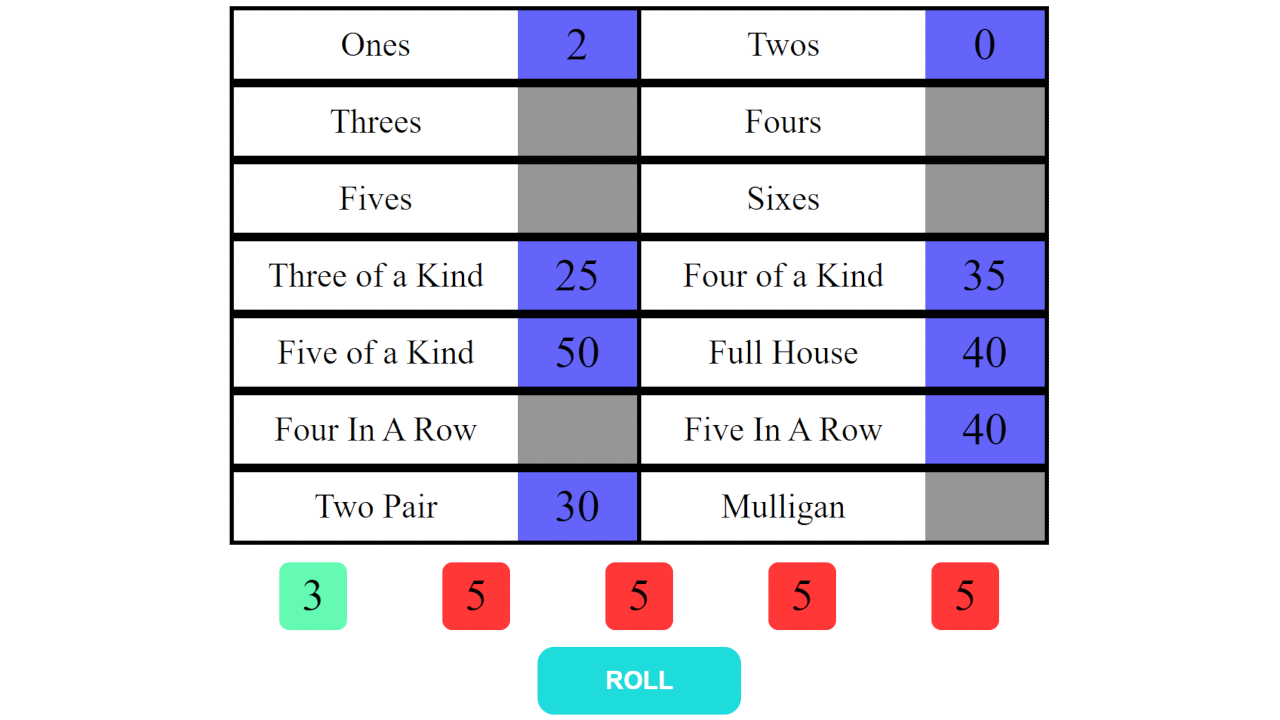 Ones 2 Twos 0
Threes Fours
Fives Sixes
Three of a Kind 25 Four of a Kind 35
Five of a Kind 50 Full House 40
Four In A Row Five In A Row 40
Two Pair 30 Mulligan
3 5 5 5 5
ROLL